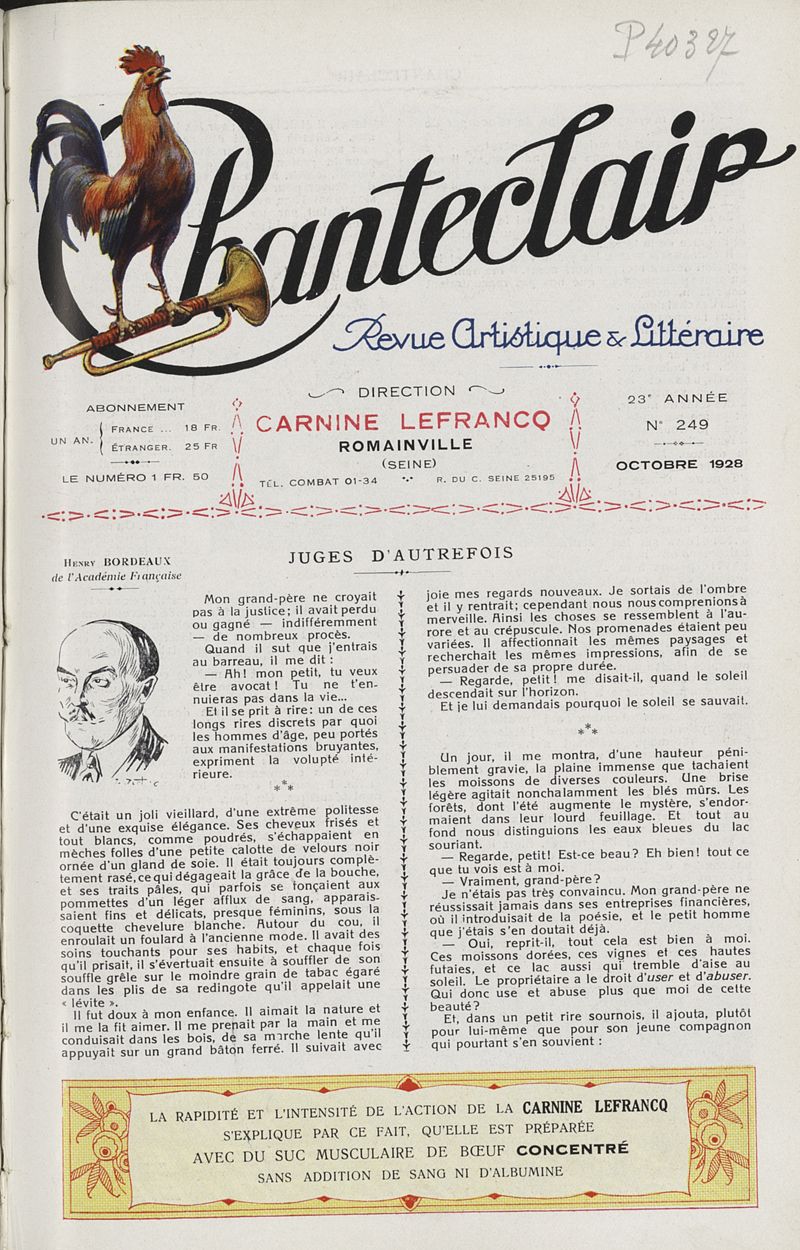 P40327
Chanteclair
Revue Artistique & Littéraire
ABONNEMENT
UN AN.
FRANCE ... 18 FR.
ÉTRANGER. 25 FR
LE NUMÉRO 1 FR. 50
DIRECTION
CARNINE LEFRANCQ
ROMAINVILLE
(SEINE)
TÉL. COMBAT 01-34 R. DU C. SEINE 25195
23e ANNÉE
N° 249
OCTOBRE 1928
HENRY BORDEAUX
de l'Académie Française
JUGES D'AUTREFOIS
Mon grand-père ne croyait
pas à la justice; il avait perdu
ou gagné — indifféremment
— de nombreux procès.
Quand il sut que j'entrais
au barreau, il me dit :
— Ah! mon petit, tu veux
être avocat! Tu ne t'en-
nuieras pas dans la vie...
Et il se prit à rire: un de ces
longs rires discrets par quoi
les hommes d'âge, peu portés
aux manifestations bruyantes,
expriment la volupté inté-
rieure.
***
C'était un joli vieillard, d'une extrême politesse
et d'une exquise élégance. Ses cheveux frisés et
tout blancs, comme poudrés, s'échappaient en
mèches folles d'une petite calotte de velours noir
ornée d'un gland de soie. Il était toujours complè-
tement rasé, ce qui dégageait la grâce de la bouche,
et ses traits pâles, qui parfois se fonçaient aux
pommettes d'un léger afflux de sang, apparais-
saient fins et délicats, presque féminins, sous la
coquette chevelure blanche. Autour du cou, il
enroulait un foulard à l'ancienne mode. Il avait des
soins touchants pour ses habits, et chaque fois
qu'il prisait, il s'évertuait ensuite à souffler de son
souffle grêle sur le moindre grain de tabac égaré
dans les plis de sa redingote qu'il appelait une
« lévite ».
Il fut doux à mon enfance. Il aimait la nature et
il me la fit aimer. Il me prenait par la main et me
conduisait dans les bois, de sa marche lente qu'il
appuyait sur un grand bâton ferré. Il suivait avec
joie mes regards nouveaux. Je sortais de l'ombre
et il y rentrait; cependant nous nous comprenions à
merveille. Ainsi les choses se ressemblent à l'au-
rore et au crépuscule. Nos promenades étaient peu
variées. Il affectionnait les mêmes paysages et
recherchait les mêmes impressions, afin de se
persuader de sa propre durée.
— Regarde, petit! me disait-il, quand le soleil
descendait sur l'horizon.
Et je lui demandais pourquoi le soleil se sauvait.
***
Un jour, il me montra, d'une hauteur péni-
blement gravie, la plaine immense que tachaient
les moissons de diverses couleurs. Une brise
légère agitait nonchalamment les blés mûrs. Les
forêts, dont l'été augmente le mystère, s'endor-
maient dans leur lourd feuillage. Et tout au
fond nous distinguions les eaux bleues du lac
souriant.
— Regarde, petit! Est-ce beau? Eh bien! tout ce
que tu vois est à moi.
— Vraiment, grand-père?
Je n'étais pas très convaincu. Mon grand-père ne
réussissait jamais dans ses entreprises financières,
où il introduisait de la poésie, et le petit homme
que j'étais s'en doutait déjà.
— Oui, reprit-il, tout cela est bien à moi.
Ces moissons dorées, ces vignes et ces hautes
futaies, et ce lac aussi qui tremble d'aise au
soleil. Le propriétaire a le droit d'user et d'abuser.
Qui donc use et abuse plus que moi de cette
beauté?
Et, dans un petit rire sournois, il ajouta, plutôt
pour lui-même que pour son jeune compagnon
qui pourtant s'en souvient :
LA RAPIDITÉ ET L'INTENSITÉ DE L'ACTION DE LA CARNINE LEFRANCQ
S'EXPLIQUE PAR CE FAIT, QU'ELLE EST PRÉPARÉE
AVEC DU SUC MUSCULAIRE DE BŒUF CONCENTRÉ
SANS ADDITION DE SANG NI D'ALBUMINE